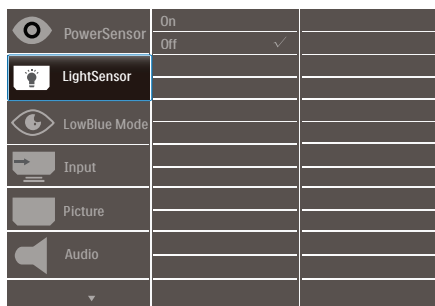 PowerSensor
On
Off
LightSensor
LowBlue Mode
Input
Picture
Audio